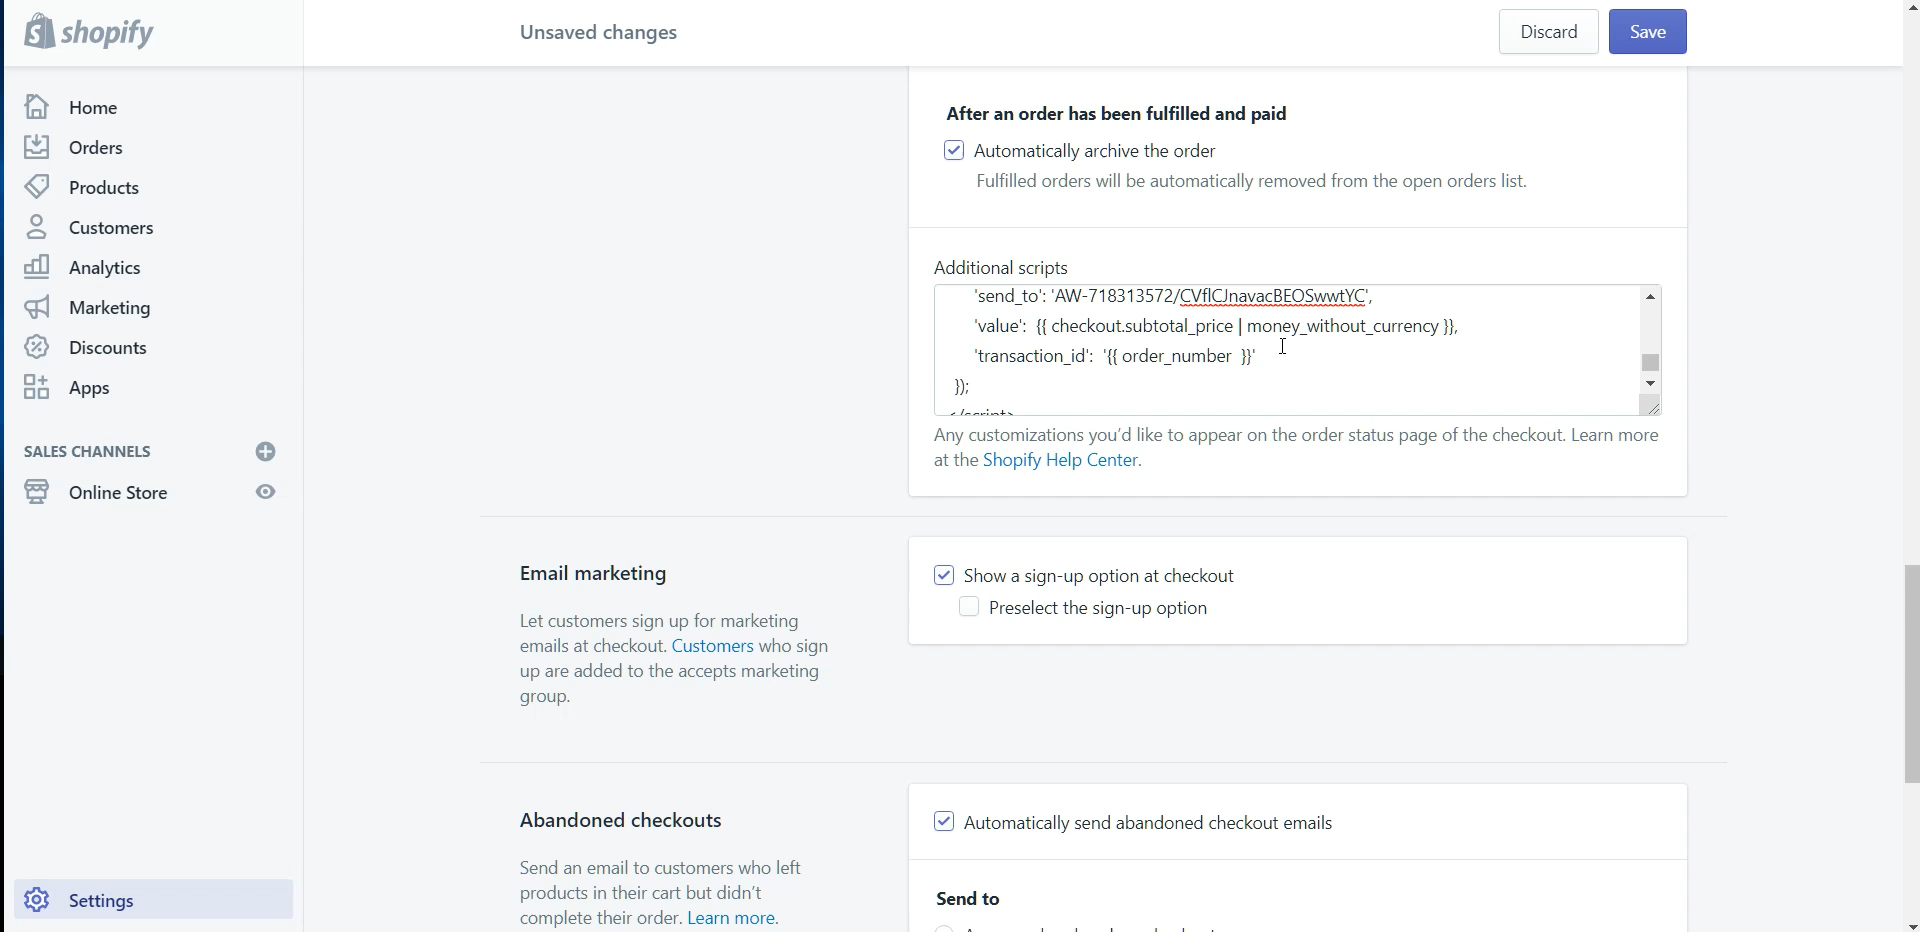 shopify
Unsaved changes
Discard
Save
Home
Orders
Products
Customers
Analytics
Marketing
Discounts
Apps
SALES CHANNELS
Online Store
Settings
After an order has been fulfilled and paid
Automatically archive the order
Fulfilled orders will be automatically removed from the open orders list.
Additional scripts
'send_to': 'AW-718313572/CVflCJnavacBEOSwwtYC',
'value': {{ checkout.subtotal_price | money_without_currency }},
'transaction_id': '{{ order_number }}'
});
</script>
Any customizations you'd like to appear on the order status page of the checkout. Learn more
at the Shopify Help Center.
Email marketing
Let customers sign up for marketing
emails at checkout. Customers who sign
up are added to the accepts marketing
group.
Show a sign-up option at checkout
Preselect the sign-up option
Abandoned checkouts
Send an email to customers who left
products in their cart but didn't
complete their order. Learn more.
Automatically send abandoned checkout emails
Send to